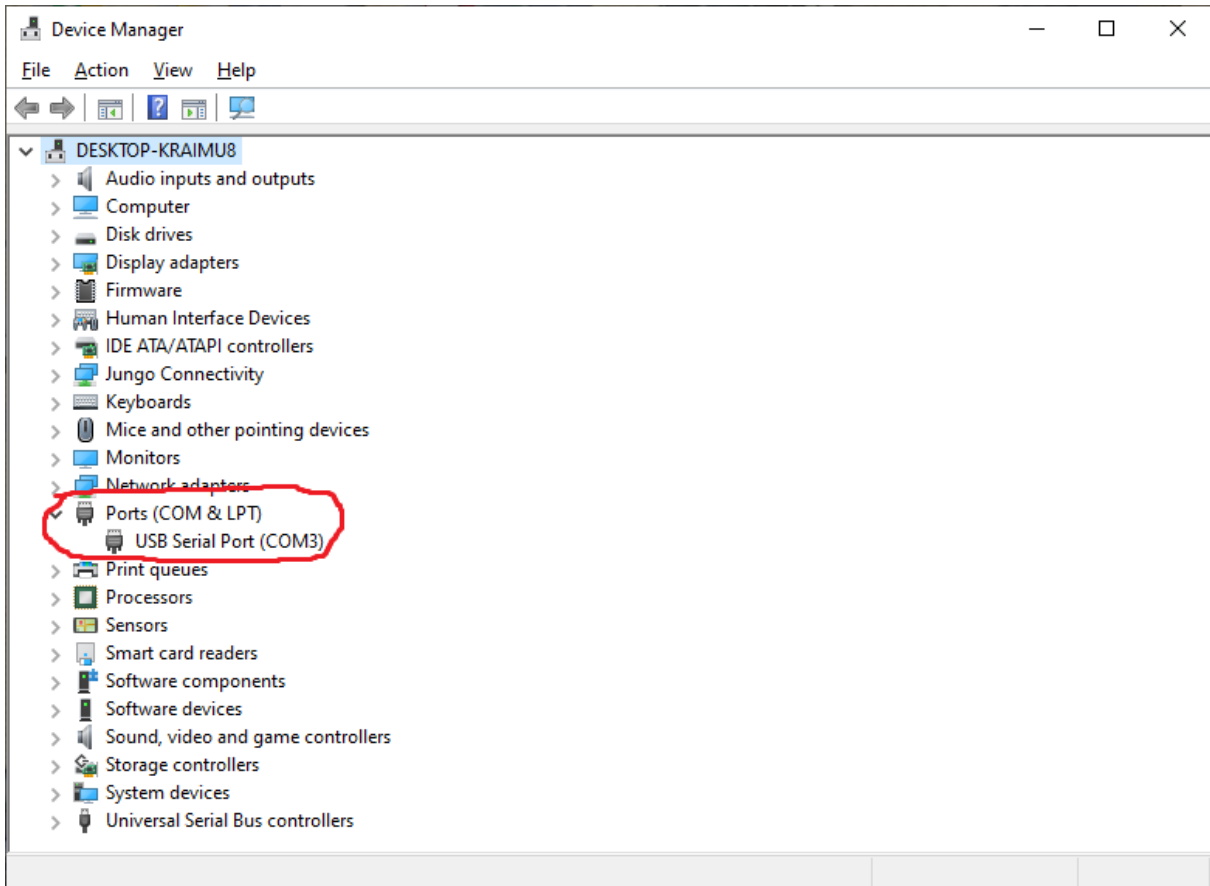 Device Manager
File Action View Help
DESKTOP-KRAIMU8
Audio inputs and outputs
Computer
Disk drives
Display adapters
Firmware
Human Interface Devices
IDE ATA/ATAPI controllers
Jungo Connectivity
Keyboards
Mice and other pointing devices
Monitors
Network adapters
Ports (COM & LPT)
USB Serial Port (COM3)
Print queues
Processors
Sensors
Smart card readers
Software components
Software devices
Sound, video and game controllers
Storage controllers
System devices
Universal Serial Bus controllers